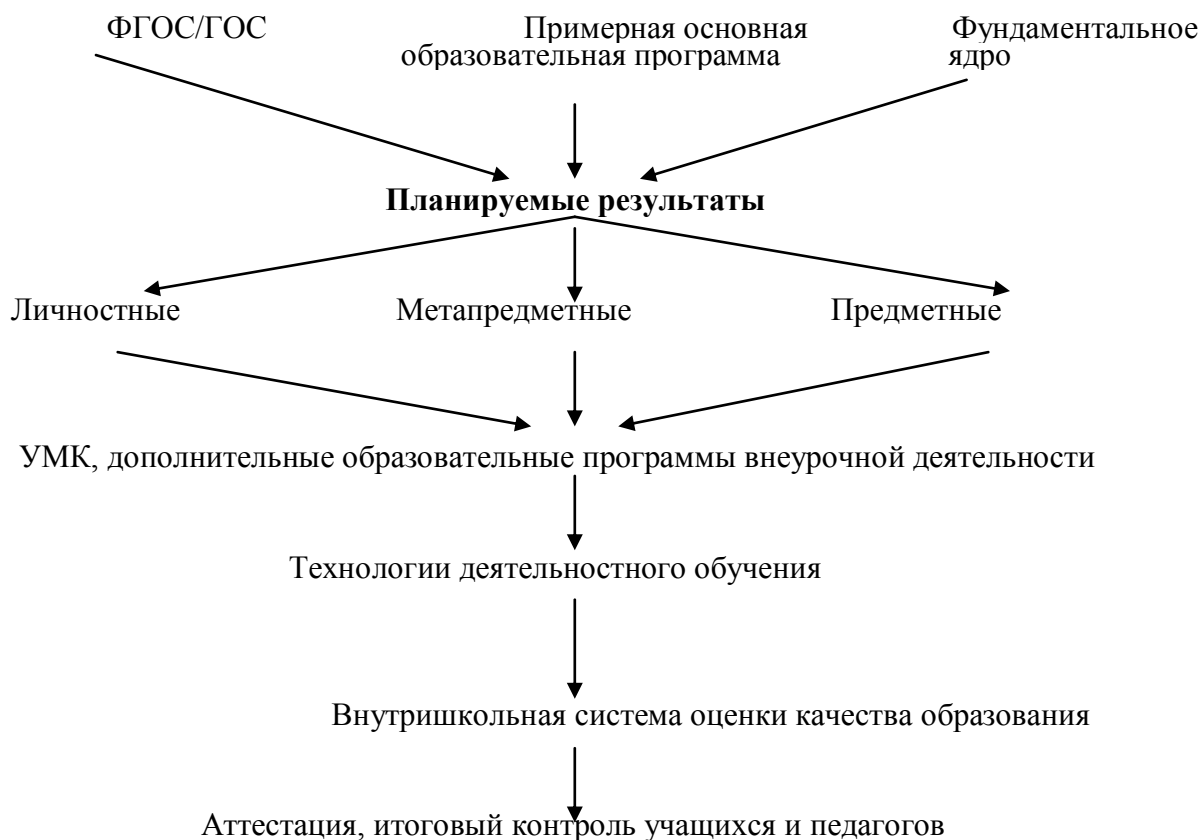 ФГОС/ГОС Примерная основная Фундаментальное
образовательная программа ядро
Планируемые результаты
Личностные Метапредметные Предметные
УМК, дополнительные образовательные программы внеурочной деятельности
Технологии деятельностного обучения
Внутришкольная система оценки качества образования
Аттестация, итоговый контроль учащихся и педагогов